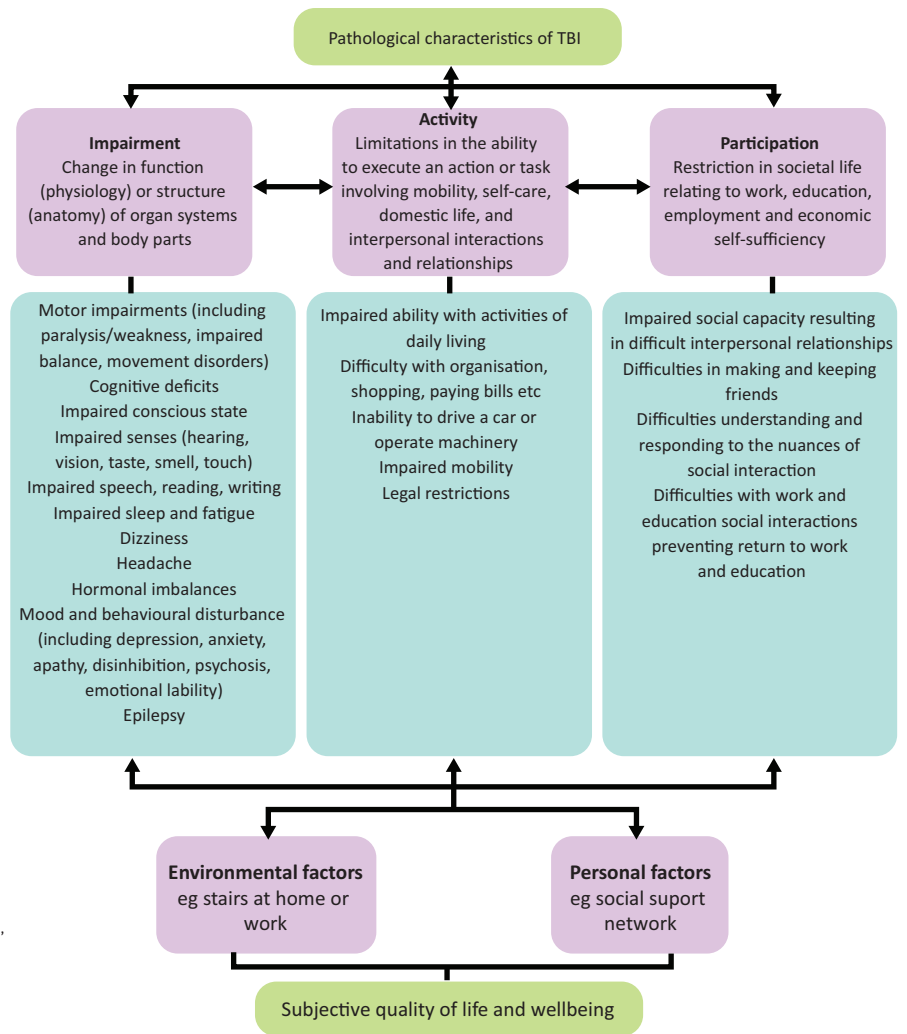 Pathological characteristics of TBI
Impairment
Change in function
(physiology) or structure
(anatomy) of organ systems
and body parts
Activity
Limitations in the ability
to execute an action or task
involving mobility, self-care,
domestic life, and
interpersonal interactions
and relationships
Participation
Restriction in societal life
relating to work, education,
employment and economic
self-sufficiency
Motor impairments (including
paralysis/weakness, impaired
balance, movement disorders)
Cognitive deficits
Impaired conscious state
Impaired senses (hearing,
vision, taste, smell, touch)
Impaired speech, reading, writing
Impaired sleep and fatigue
Dizziness
Headache
Hormonal imbalances
Mood and behavioural disturbance
(including depression, anxiety,
apathy, disinhibition, psychosis,
emotional lability)
Epilepsy
Impaired ability with activities of
daily living
Difficulty with organisation,
shopping, paying bills etc
Inability to drive a car or
operate machinery
Impaired mobility
Legal restrictions
Impaired social capacity resulting
in difficult interpersonal relationships
Difficulties in making and keeping
friends
Difficulties understanding and
responding to the nuances of
social interaction
Difficulties with work and
education social interactions
preventing return to work
and education
Environmental factors
eg stairs at home or
work
Personal factors
eg social suport
network
,
Subjective quality of life and wellbeing